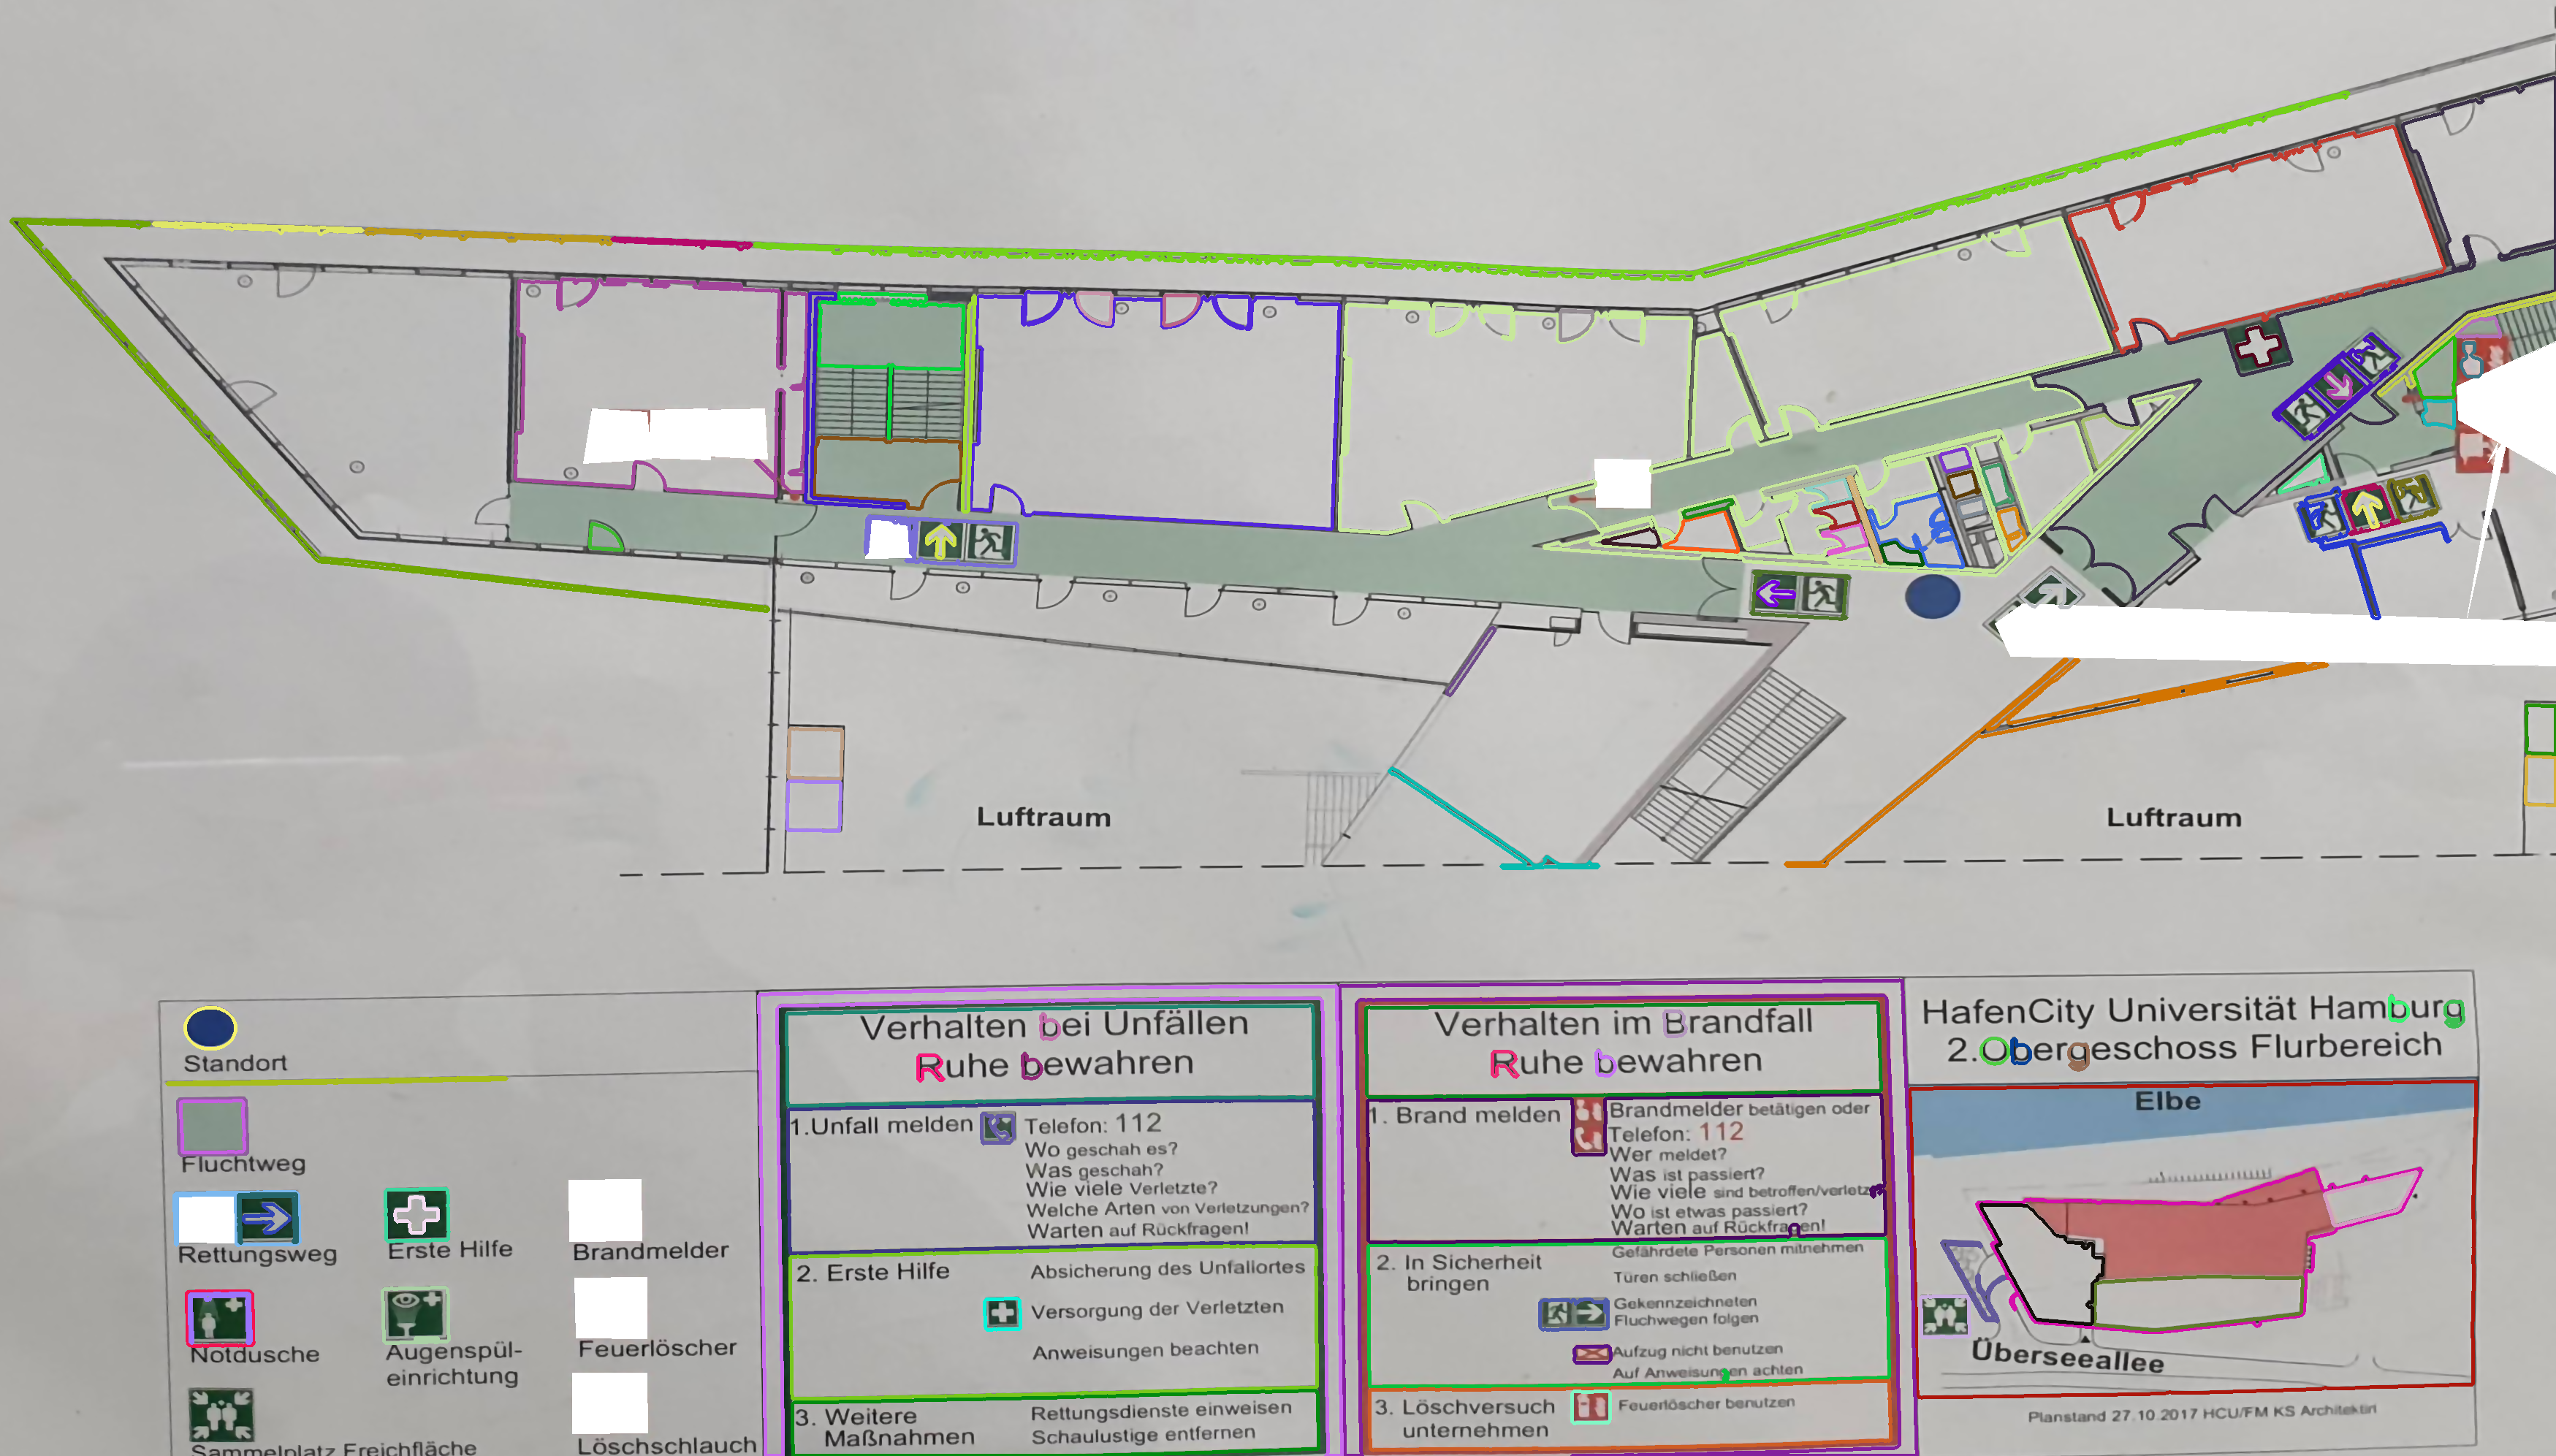 Luftraum
Luftraum
Standort
Fluchtweg
Rettungsweg
Erste Hilfe
Brandmelder
Notdusche
Augenspül-
einrichtung
Feuerlöscher
Sammelplatz Freichfläche
Löschschlauch
Verhalten bei Unfällen
Ruhe bewahren
1.Unfall melden
Telefon: 112
Wo geschah es?
Was geschah?
Wie viele Verletzte?
Welche Arten von Verletzungen?
Warten auf Rückfragen!
2. Erste Hilfe
Absicherung des Unfallortes
Versorgung der Verletzten
Anweisungen beachten
3. Weitere
Maßnahmen
Rettungsdienste einweisen
Schaulustige entfernen
Verhalten im Brandfall
Ruhe bewahren
1. Brand melden
Brandmelder betätigen oder
Telefon: 112
Wer meldet?
Was ist passiert?
Wie viele sind betroffen/verletzt
Wo ist etwas passiert?
Warten auf Rückfragen!
2. In Sicherheit
bringen
Gefährdete Personen mitnehmen
Türen schließen
Gekennzeichneten
Fluchwegen folgen
Aufzug nicht benutzen
Auf Anweisungen achten
3. Löschversuch
unternehmen
Feuerlöscher benutzen
HafenCity Universität Hamburg
2.Obergeschoss Flurbereich
Elbe
Überseeallee
Planstand 27.10.2017 HCU/FM KS Architektin